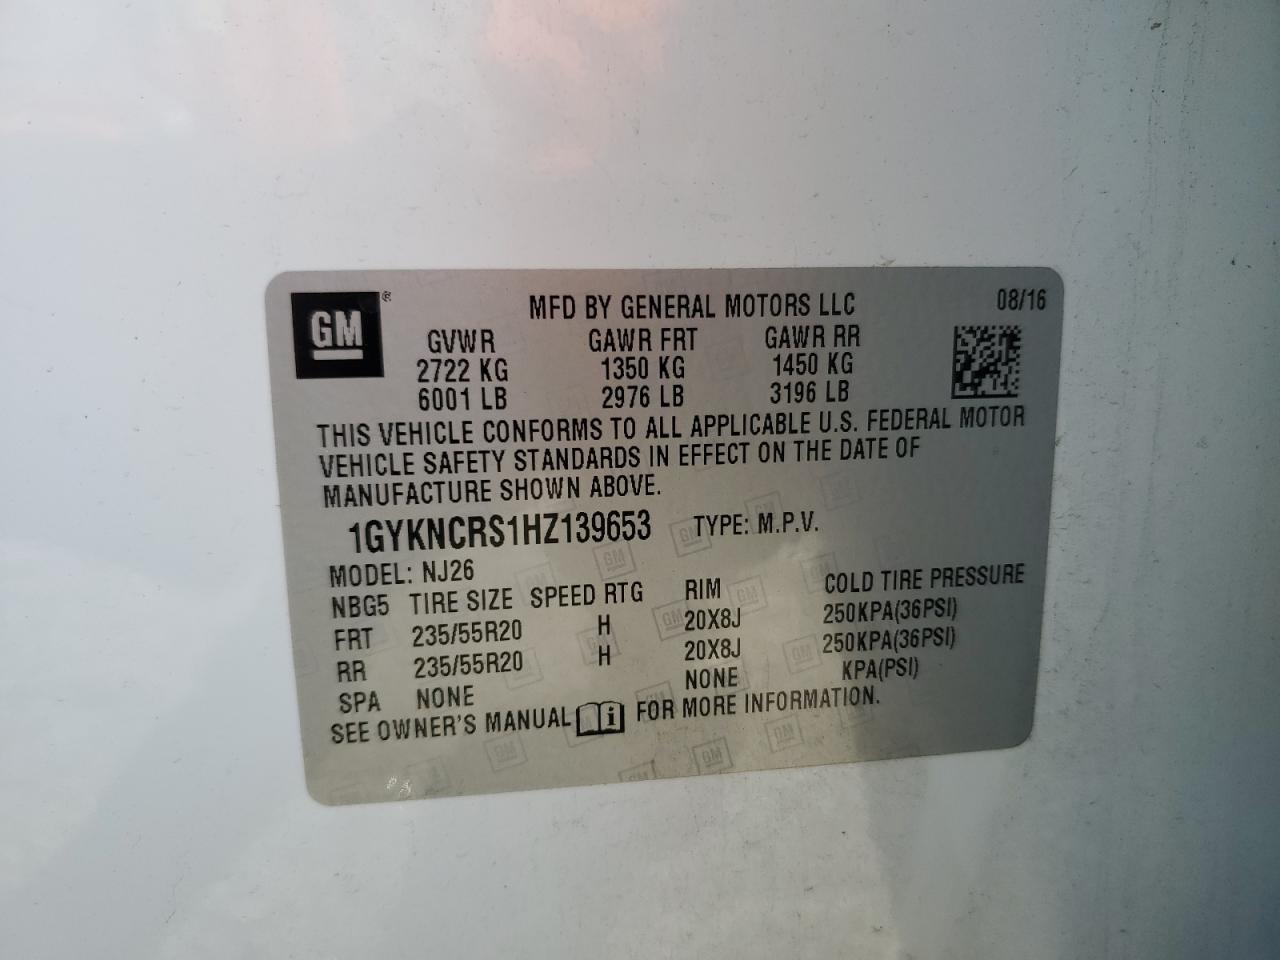 GM®
MFD BY GENERAL MOTORS LLC 08/16
GVWR GAWR FRT GAWR RR
2722 KG 1350 KG 1450 KG
6001 LB 2976 LB 3196 LB
THIS VEHICLE CONFORMS TO ALL APPLICABLE U.S. FEDERAL MOTOR
VEHICLE SAFETY STANDARDS IN EFFECT ON THE DATE OF
MANUFACTURE SHOWN ABOVE.
1GYKNCRS1HZ139653 TYPE: M.P.V.
MODEL: NJ26
NBG5 TIRE SIZE SPEED RTG RIM COLD TIRE PRESSURE
FRT 235/55R20 H 20X8J 250KPA(36PSI)
RR 235/55R20 H 20X8J 250KPA(36PSI)
SPA NONE NONE KPA(PSI)
SEE OWNER'S MANUAL i FOR MORE INFORMATION.